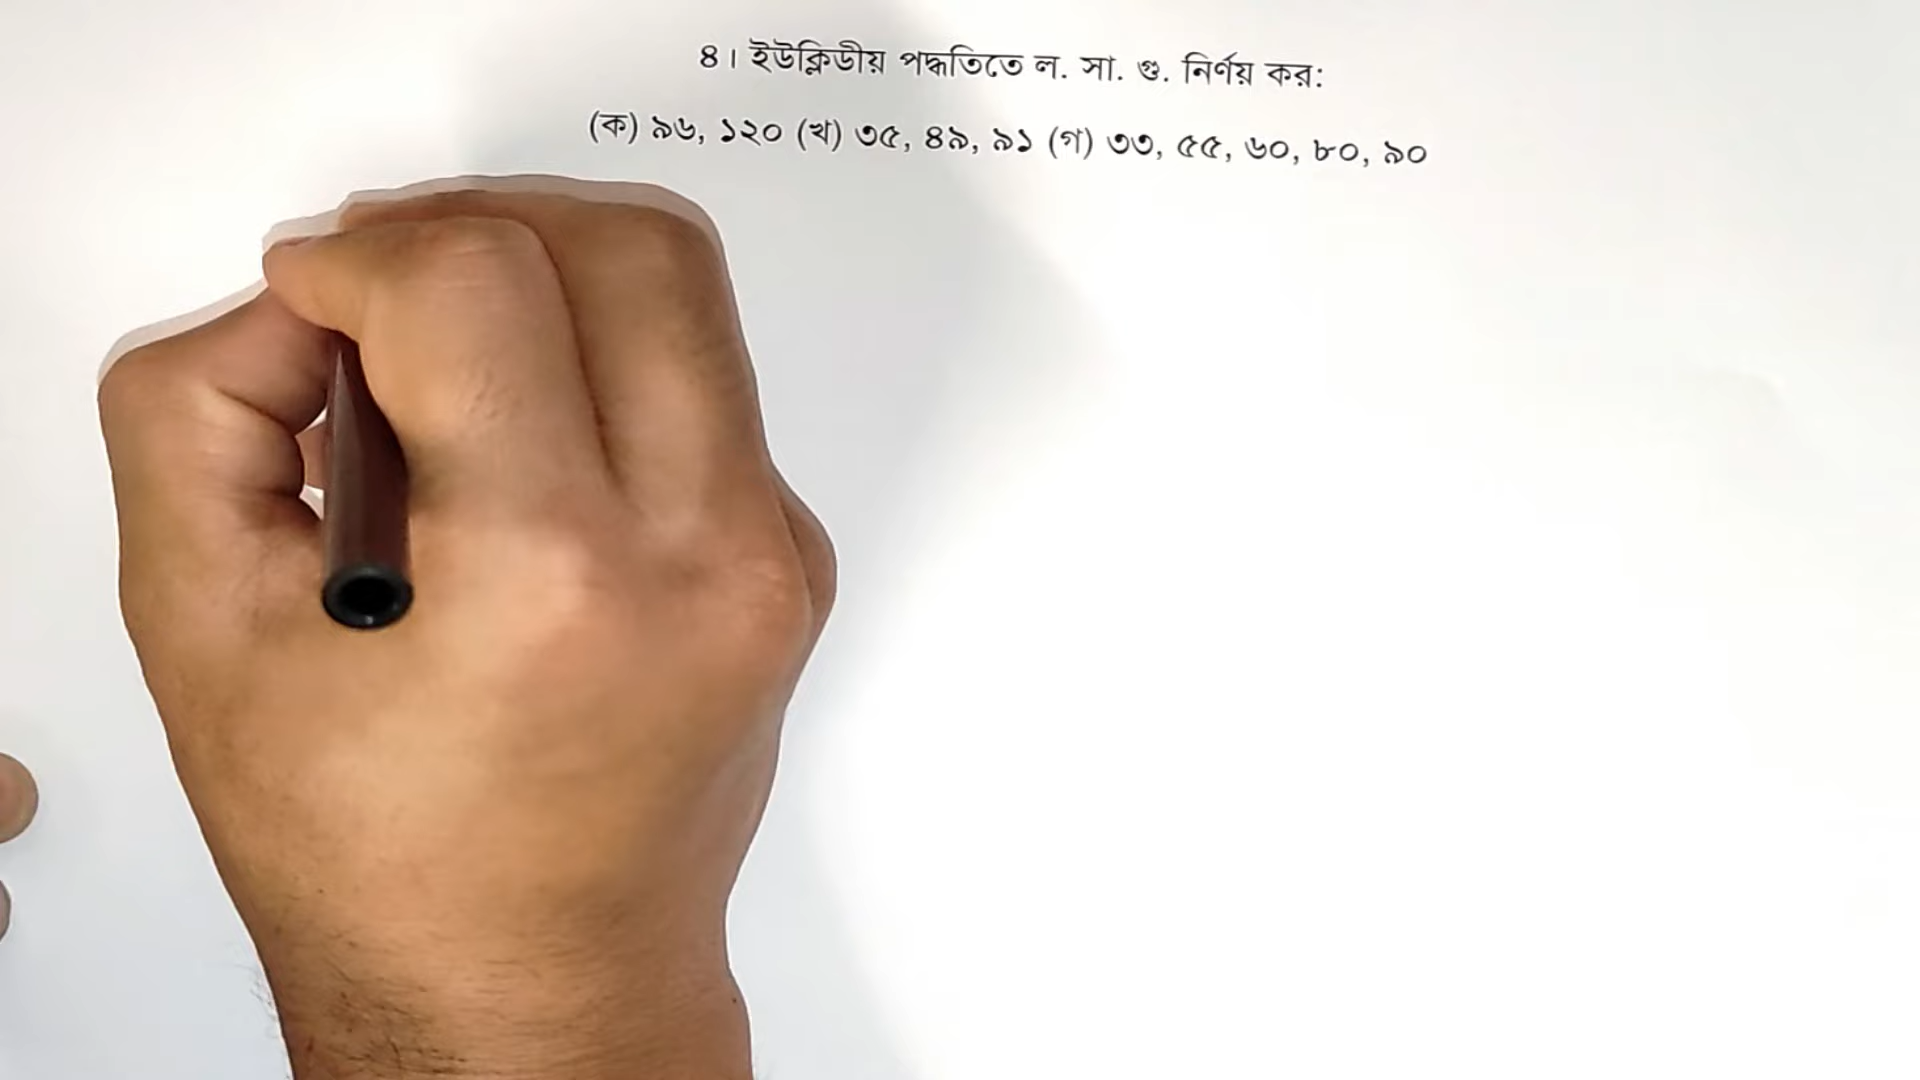 ৪। ইউক্লিডীয় পদ্ধতিতে ল. সা. গু. নির্ণয় কর:
(ক) ৯৬, ১২০ (খ) ৩৫, ৪৯, ৯১ (গ) ৩৩, ৫৫, ৬০, ৮০, ৯০